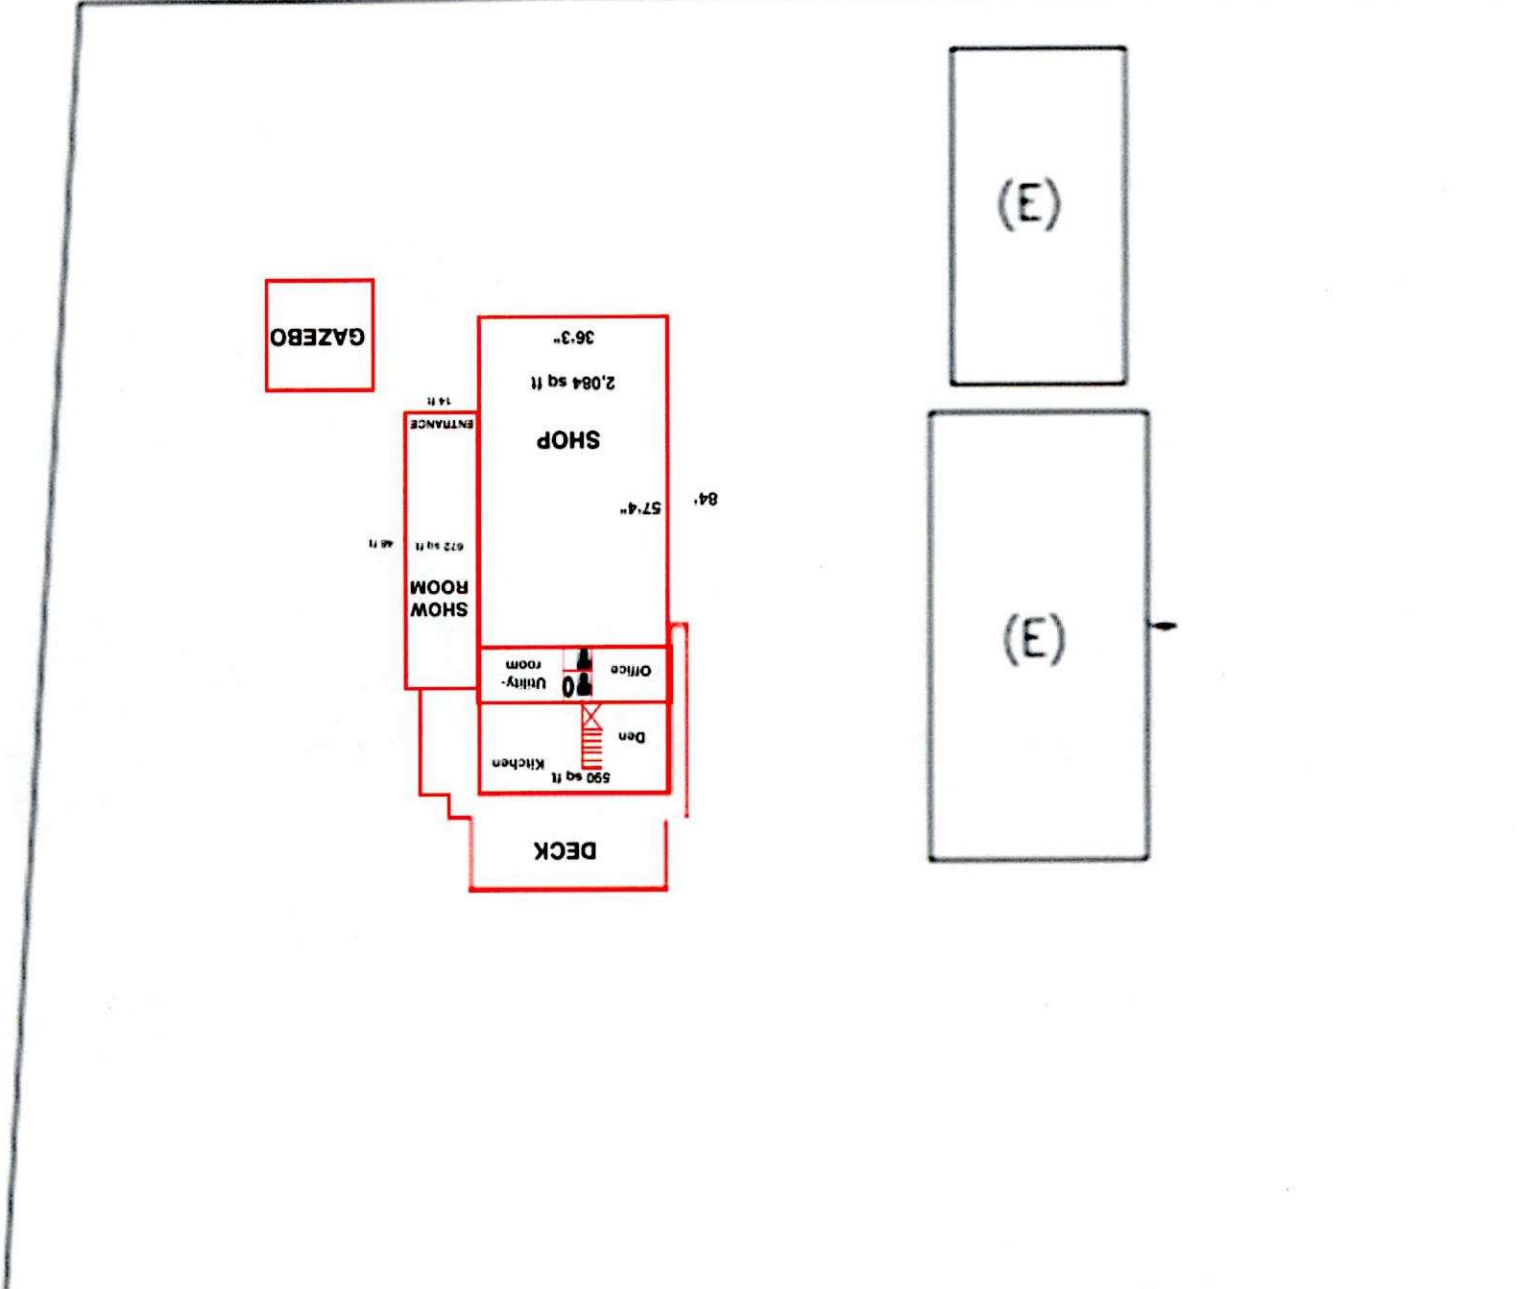 (E)
GAZEBO
36'3"
2,084 sq ft
14 ft
ENTRANCE
SHOP
84'
57'4"
48 ft
672 sq ft
SHOW
ROOM
(E)
Office
Utility-
room
Den
Kitchen
590 sq ft
DECK